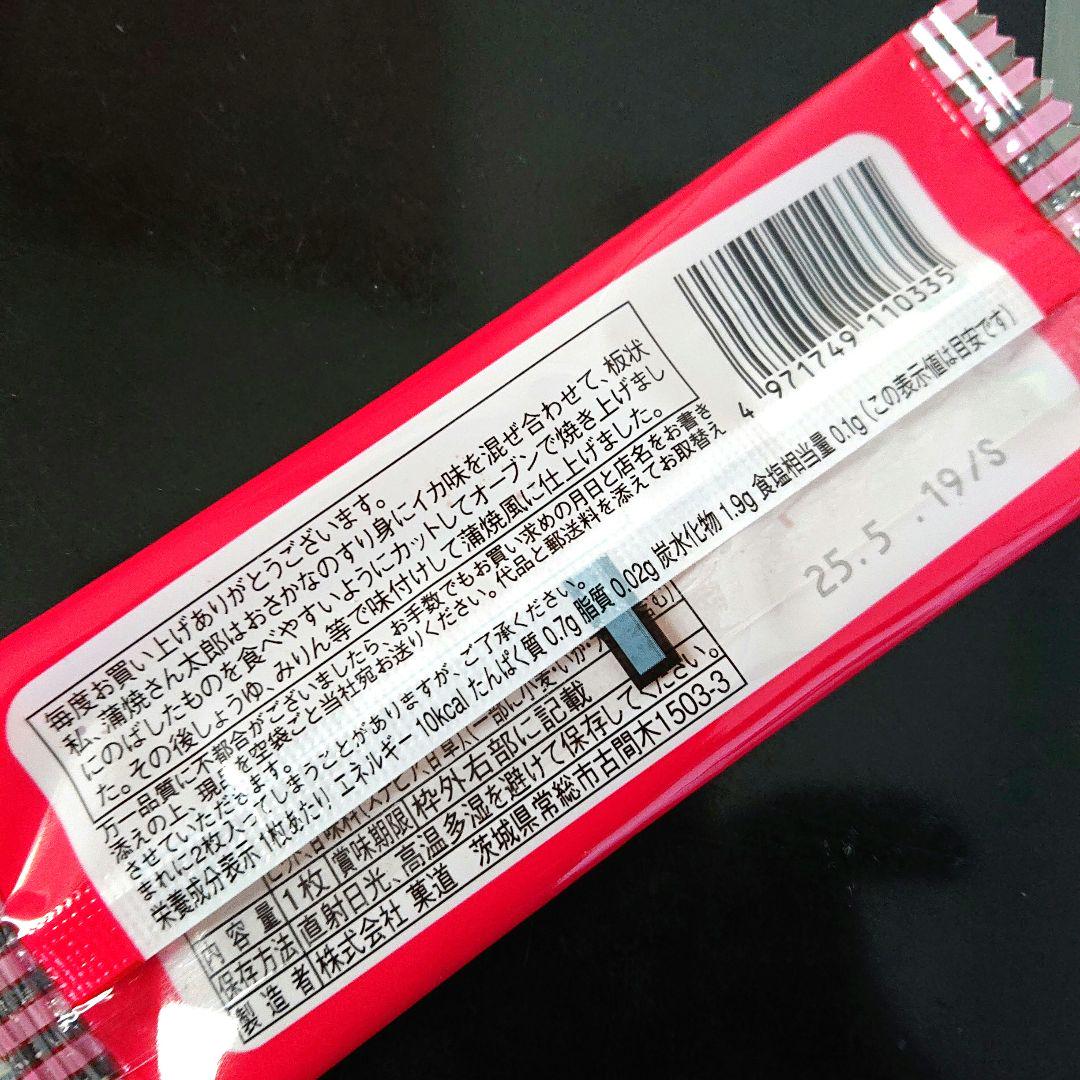 毎度お買い上げありがとうございます。
私、蒲焼さん太郎はおさかなのすり身にイカ味を混ぜ合わせて、板状
にのばしたものを食べやすいようにカットしてオーブンで焼き上げまし
た。その後しょうゆ、みりん等で味付けして蒲焼風に仕上げました。
万一品質に不都合がございましたら、お手数でもお買い求めの月日と店名をお書き
添えの上、現品を空袋ごと当社宛お送りください。代品と郵送料を添えてお取替え
させていただきます。
まれに2枚入ってしまうことがありますが、ご了承ください。
栄養成分表示 1枚あたり エネルギー 10kcal たんぱく質 0.7g 脂質 0.02g 炭水化物 1.9g 食塩相当量 0.1g (この表示値は目安です)
内容量 1枚 賞味期限 枠外右部に記載
保存方法 直射日光、高温多湿を避けて保存してください。
製造者 株式会社 菓道 茨城県常総市古間木1503-3
4 971749 110335
25.5 .19/S